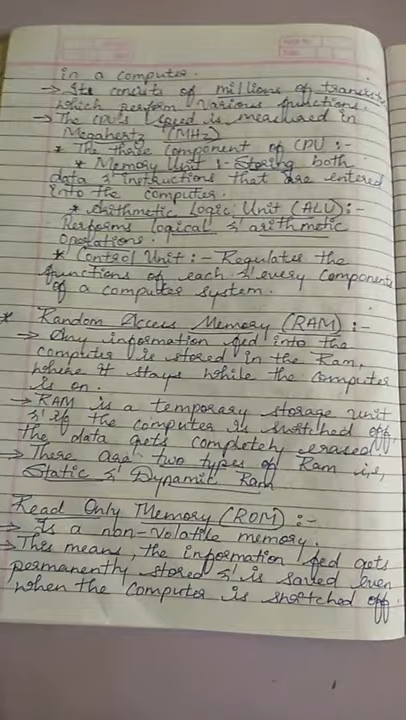 in a computer.
→ Its consists of millions of transists
which perform various functions.
→ The CPU's speed is measured in
Megahertz (MHz)
* The three component of CPU :-
* Memory Unit :- Storing both
data & instructions that are entered
into the computer.
* Arithmetic Logic Unit (ALU):-
Performs logical & arithmetic
operations.
* Control Unit :- Regulates the
functions of each & every component
of a computer system.
* Random Access Memory (RAM) :-
→ Any information fed into the
computer is stored in the Ram,
where it stays while the computer
is on.
→ RAM is a temporary storage unit
& if the computer is switched off,
the data gets completely erased
→ There are two types of Ram i.e,
Static & Dynamic Ram
Read Only Memory (ROM) :-
→ Is a non-volatile memory.
→ This means, the information fed gets
permanently stored & is saved even
when the computer is switched off